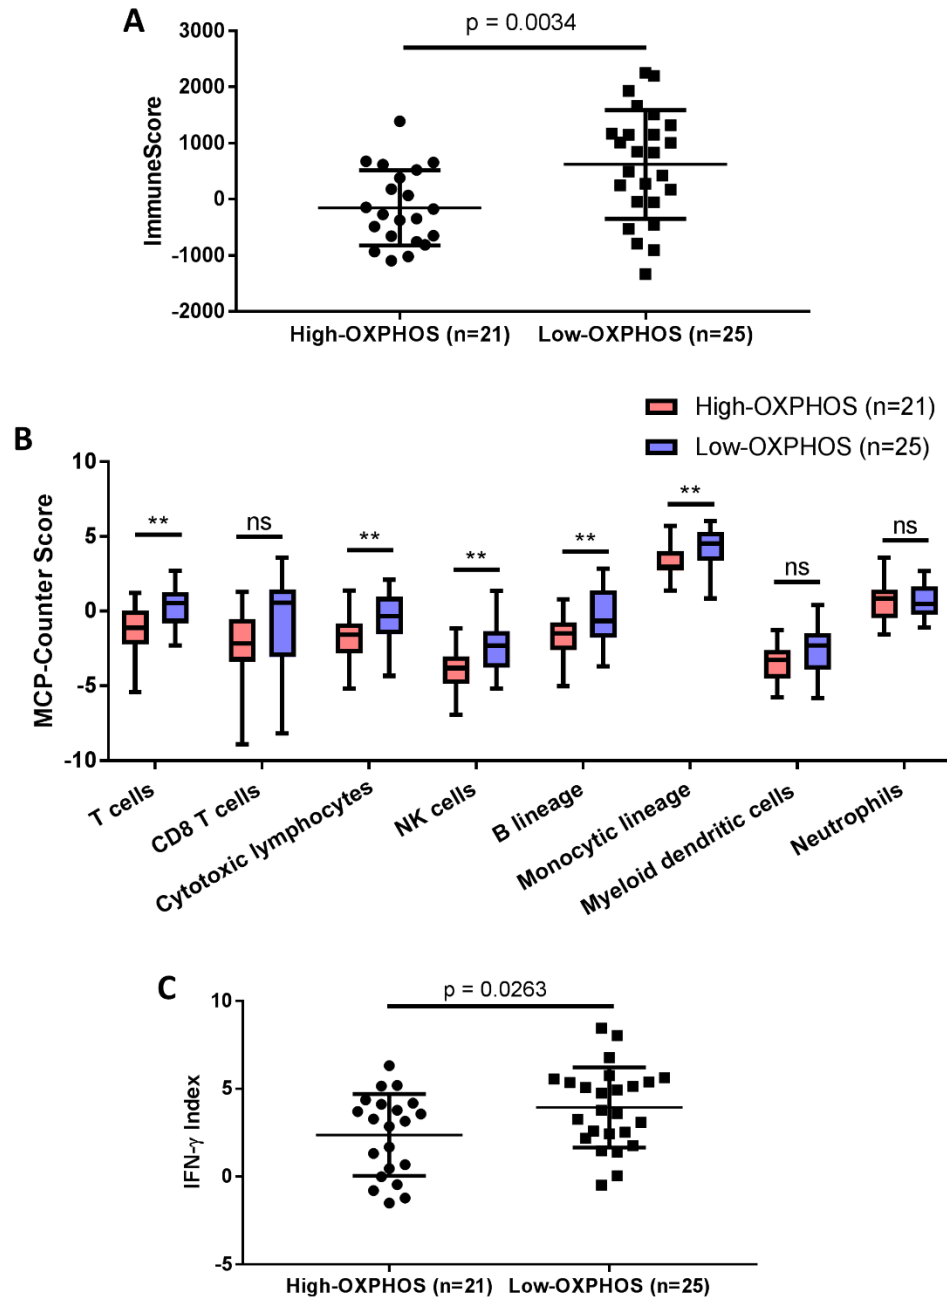 A
p = 0.0034
3000
2000
1000
0
-1000
-2000
ImmuneScore
High-OXPHOS (n=21)
Low-OXPHOS (n=25)
High-OXPHOS (n=21)
Low-OXPHOS (n=25)
B
10
5
0
-5
-10
MCP-Counter Score
**
ns
**
**
**
**
ns
ns
T cells
CD8 T cells
Cytotoxic lymphocytes
NK cells
B lineage
Monocytic lineage
Myeloid dendritic cells
Neutrophils
C
p = 0.0263
10
5
0
-5
IFN-γ Index
High-OXPHOS (n=21)
Low-OXPHOS (n=25)